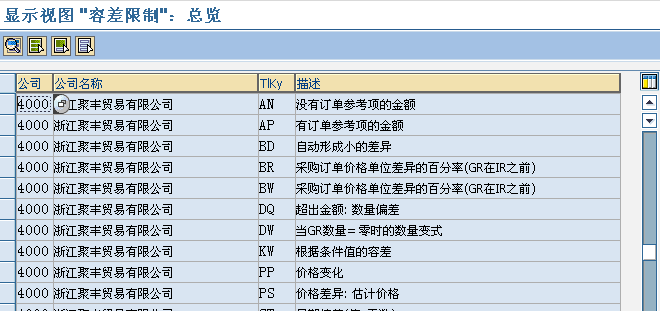 显示视图 "容差限制": 总览
公司 公司名称 TlKy 描述
4000 浙江聚丰贸易有限公司 AN 没有订单参考项的金额
4000 浙江聚丰贸易有限公司 AP 有订单参考项的金额
4000 浙江聚丰贸易有限公司 BD 自动形成小的差异
4000 浙江聚丰贸易有限公司 BR 采购订单价格单位差异的百分率(GR在IR之前)
4000 浙江聚丰贸易有限公司 BW 采购订单价格单位差异的百分率(GR在IR之前)
4000 浙江聚丰贸易有限公司 DQ 超出金额: 数量偏差
4000 浙江聚丰贸易有限公司 DW 当GR数量= 零时的数量变式
4000 浙江聚丰贸易有限公司 KW 根据条件值的容差
4000 浙江聚丰贸易有限公司 PP 价格变化
4000 浙江聚丰贸易有限公司 PS 价格差异: 估计价格
4000 浙江聚丰贸易有限公司